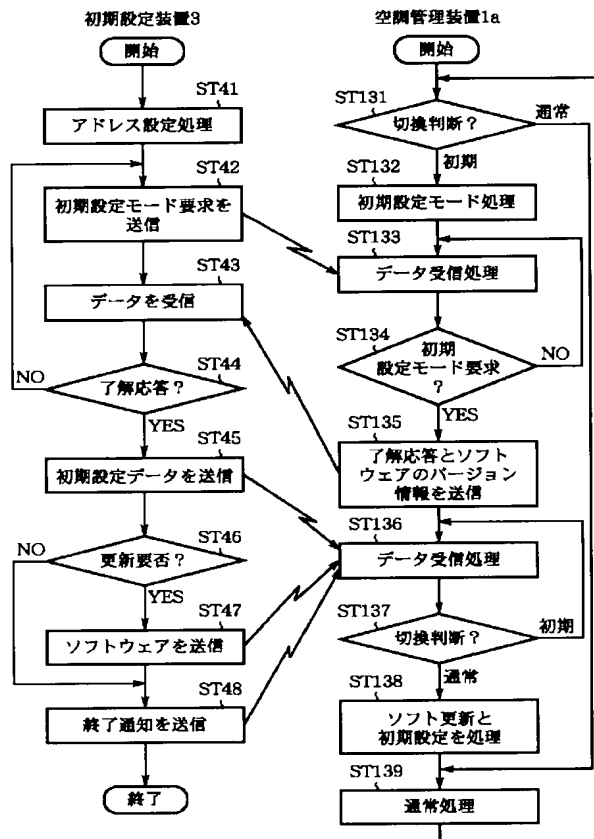 初期設定装置3
開始
ST41
アドレス設定処理
ST42
初期設定モード要求を
送信
ST43
データを受信
ST44
NO
了解応答?
YES
ST45
初期設定データを送信
ST46
NO
更新要否?
YES
ST47
ソフトウェアを送信
ST48
終了通知を送信
終了
空調管理装置1a
開始
ST131
通常
切換判断?
初期
ST132
初期設定モード処理
ST133
データ受信処理
ST134
初期
設定モード要求
?
NO
YES
ST135
了解応答とソフト
ウェアのバージョン
情報を送信
ST136
データ受信処理
ST137
切換判断?
初期
通常
ST138
ソフト更新と
初期設定を処理
ST139
通常処理